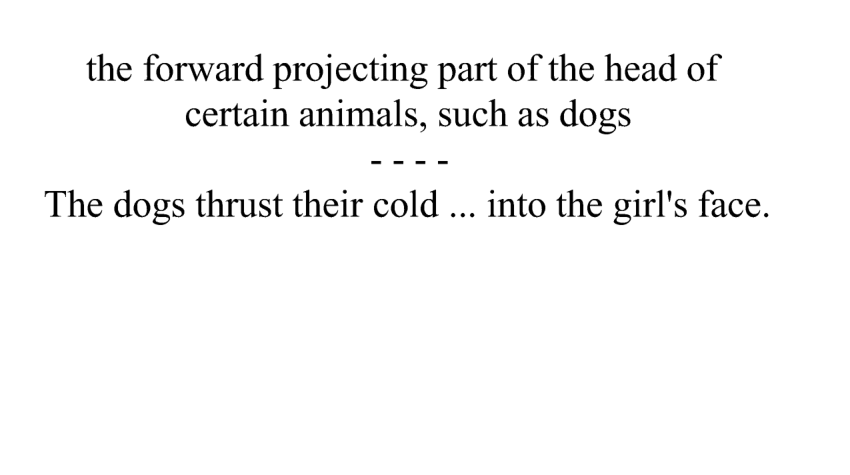 the forward projecting part of the head of
certain animals, such as dogs
- - - -
The dogs thrust their cold ... into the girl's face.